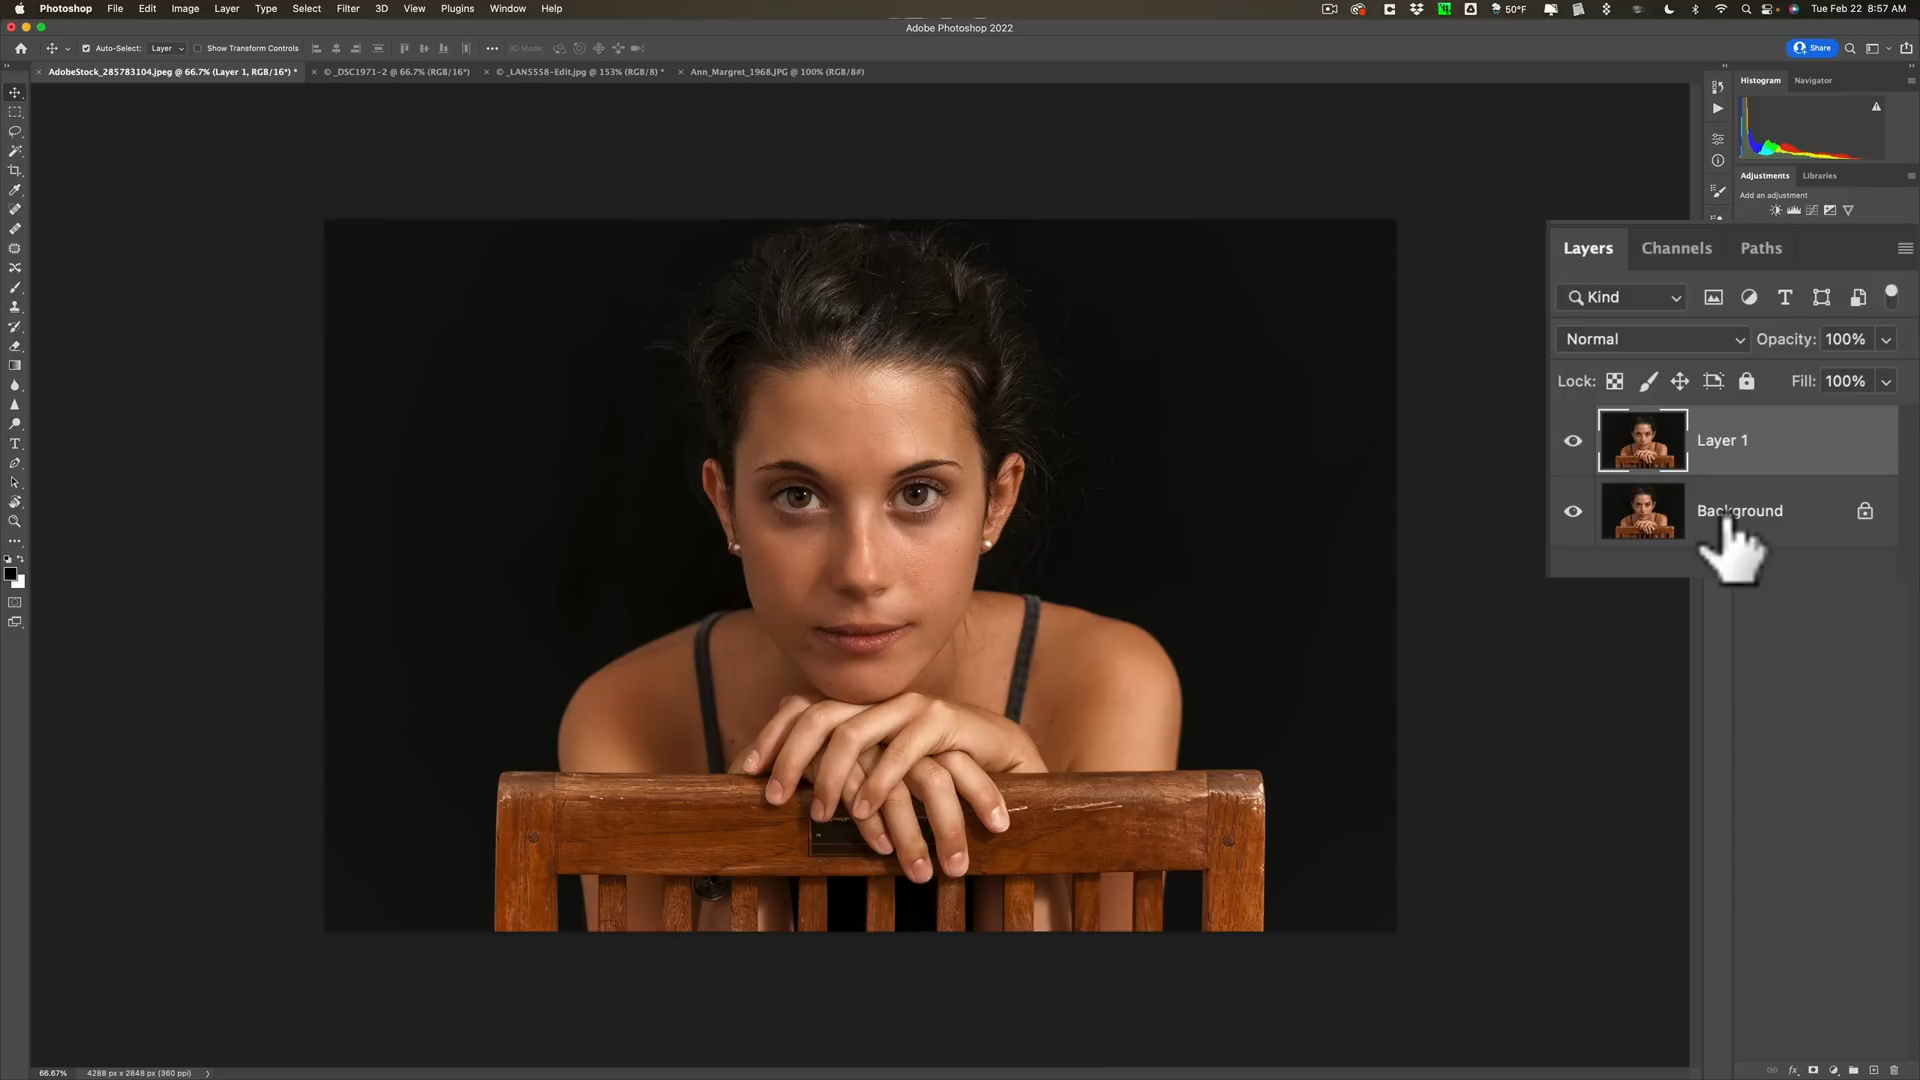 Photoshop File Edit Image Layer Type Select Filter 3D View Plugins Window Help 50°F Tue Feb 22 8:57 AM
Adobe Photoshop 2022
Auto-Select: Layer Show Transform Controls 3D Mode: Share
AdobeStock_285783104.jpeg @ 66.7% (Layer 1, RGB/16*) * © _DSC1971-2 @ 66.7% (RGB/16*) © _LAN5558-Edit.jpg @ 153% (RGB/8) * Ann_Margret_1968.JPG @ 100% (RGB/8#)
Histogram Navigator
Adjustments Libraries
Add an adjustment
Layers Channels Paths
Kind
Normal Opacity: 100%
Lock: Fill: 100%
Layer 1
Background
66.67% 4288 px x 2848 px (360 ppi)